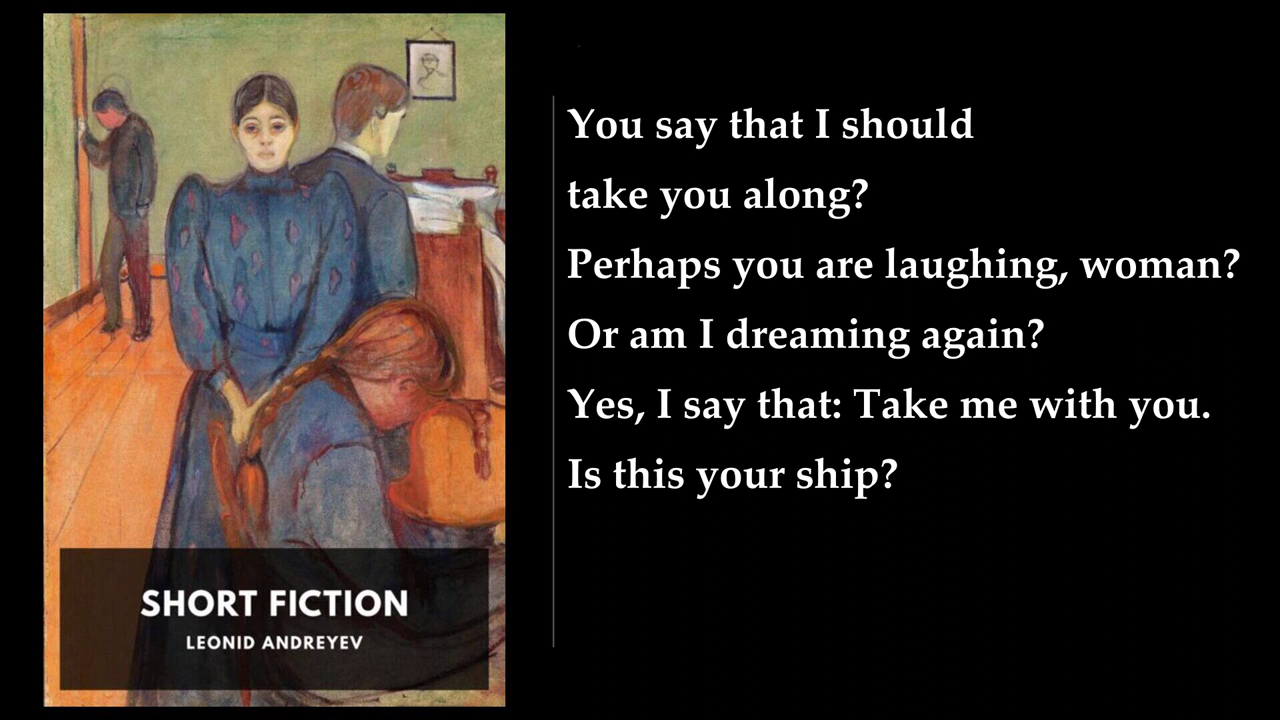 SHORT FICTION
LEONID ANDREYEV
You say that I should
take you along?
Perhaps you are laughing, woman?
Or am I dreaming again?
Yes, I say that: Take me with you.
Is this your ship?